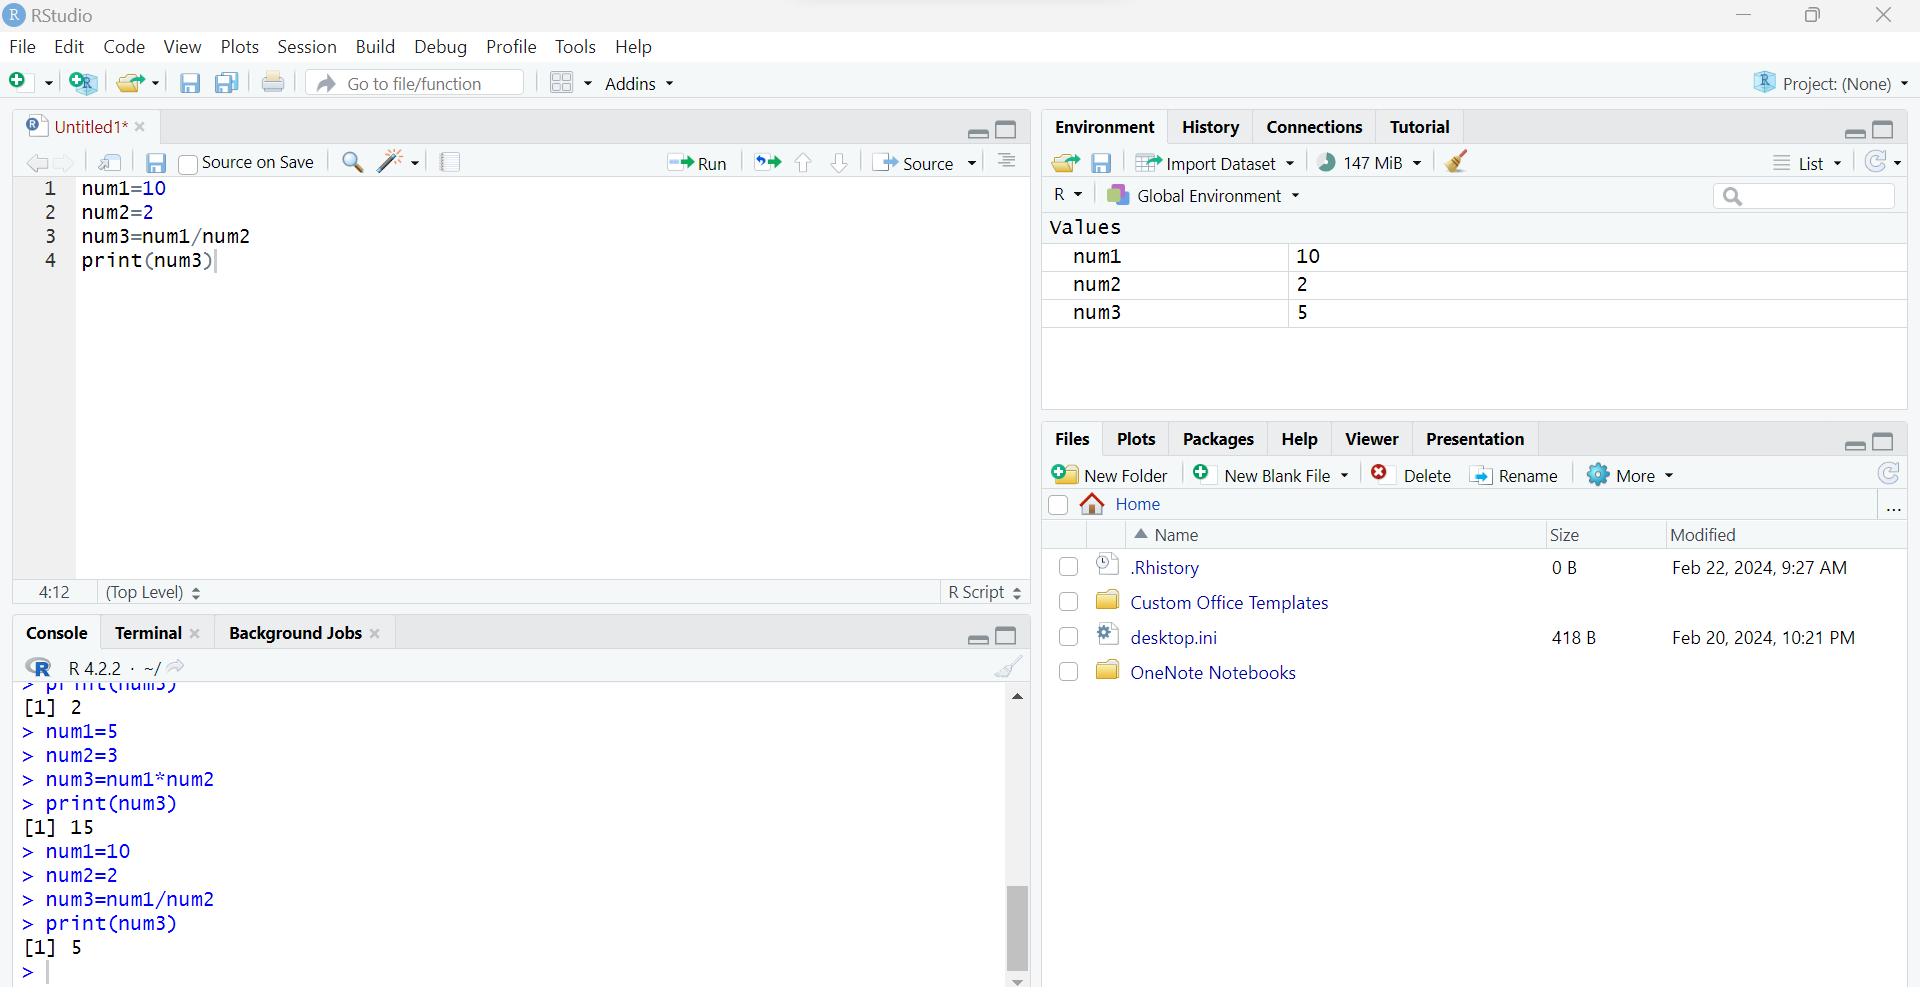 RStudio
File Edit Code View Plots Session Build Debug Profile Tools Help
Go to file/function Addins Project: (None)
Untitled1*
Source on Save Run Source
1 num1=10
2 num2=2
3 num3=num1/num2
4 print(num3)
4:12 (Top Level) R Script
Console Terminal Background Jobs
R 4.2.2 · ~/
> print(num3)
[1] 2
> num1=5
> num2=3
> num3=num1*num2
> print(num3)
[1] 15
> num1=10
> num2=2
> num3=num1/num2
> print(num3)
[1] 5
>
Environment History Connections Tutorial
Import Dataset 147 MiB List
R Global Environment
Values
num1 10
num2 2
num3 5
Files Plots Packages Help Viewer Presentation
New Folder New Blank File Delete Rename More
Home ...
Name Size Modified
.Rhistory 0 B Feb 22, 2024, 9:27 AM
Custom Office Templates
desktop.ini 418 B Feb 20, 2024, 10:21 PM
OneNote Notebooks